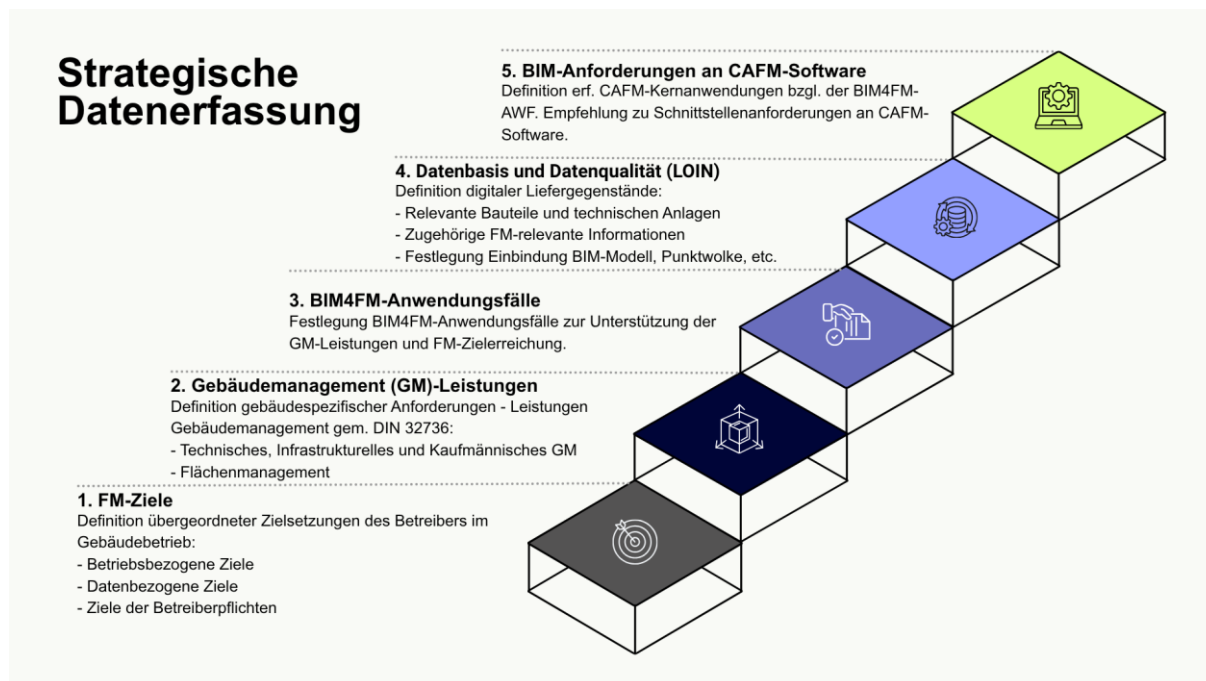 Strategische
Datenerfassung
5. BIM-Anforderungen an CAFM-Software
Definition erf. CAFM-Kernanwendungen bzgl. der BIM4FM-
AWF. Empfehlung zu Schnittstellenanforderungen an CAFM-
Software.
4. Datenbasis und Datenqualität (LOIN)
Definition digitaler Liefergegenstände:
- Relevante Bauteile und technischen Anlagen
- Zugehörige FM-relevante Informationen
- Festlegung Einbindung BIM-Modell, Punktwolke, etc.
3. BIM4FM-Anwendungsfälle
Festlegung BIM4FM-Anwendungsfälle zur Unterstützung der
GM-Leistungen und FM-Zielerreichung.
2. Gebäudemanagement (GM)-Leistungen
Definition gebäudespezifischer Anforderungen - Leistungen
Gebäudemanagement gem. DIN 32736:
- Technisches, Infrastrukturelles und Kaufmännisches GM
- Flächenmanagement
1. FM-Ziele
Definition übergeordneter Zielsetzungen des Betreibers im
Gebäudebetrieb:
- Betriebsbezogene Ziele
- Datenbezogene Ziele
- Ziele der Betreiberpflichten